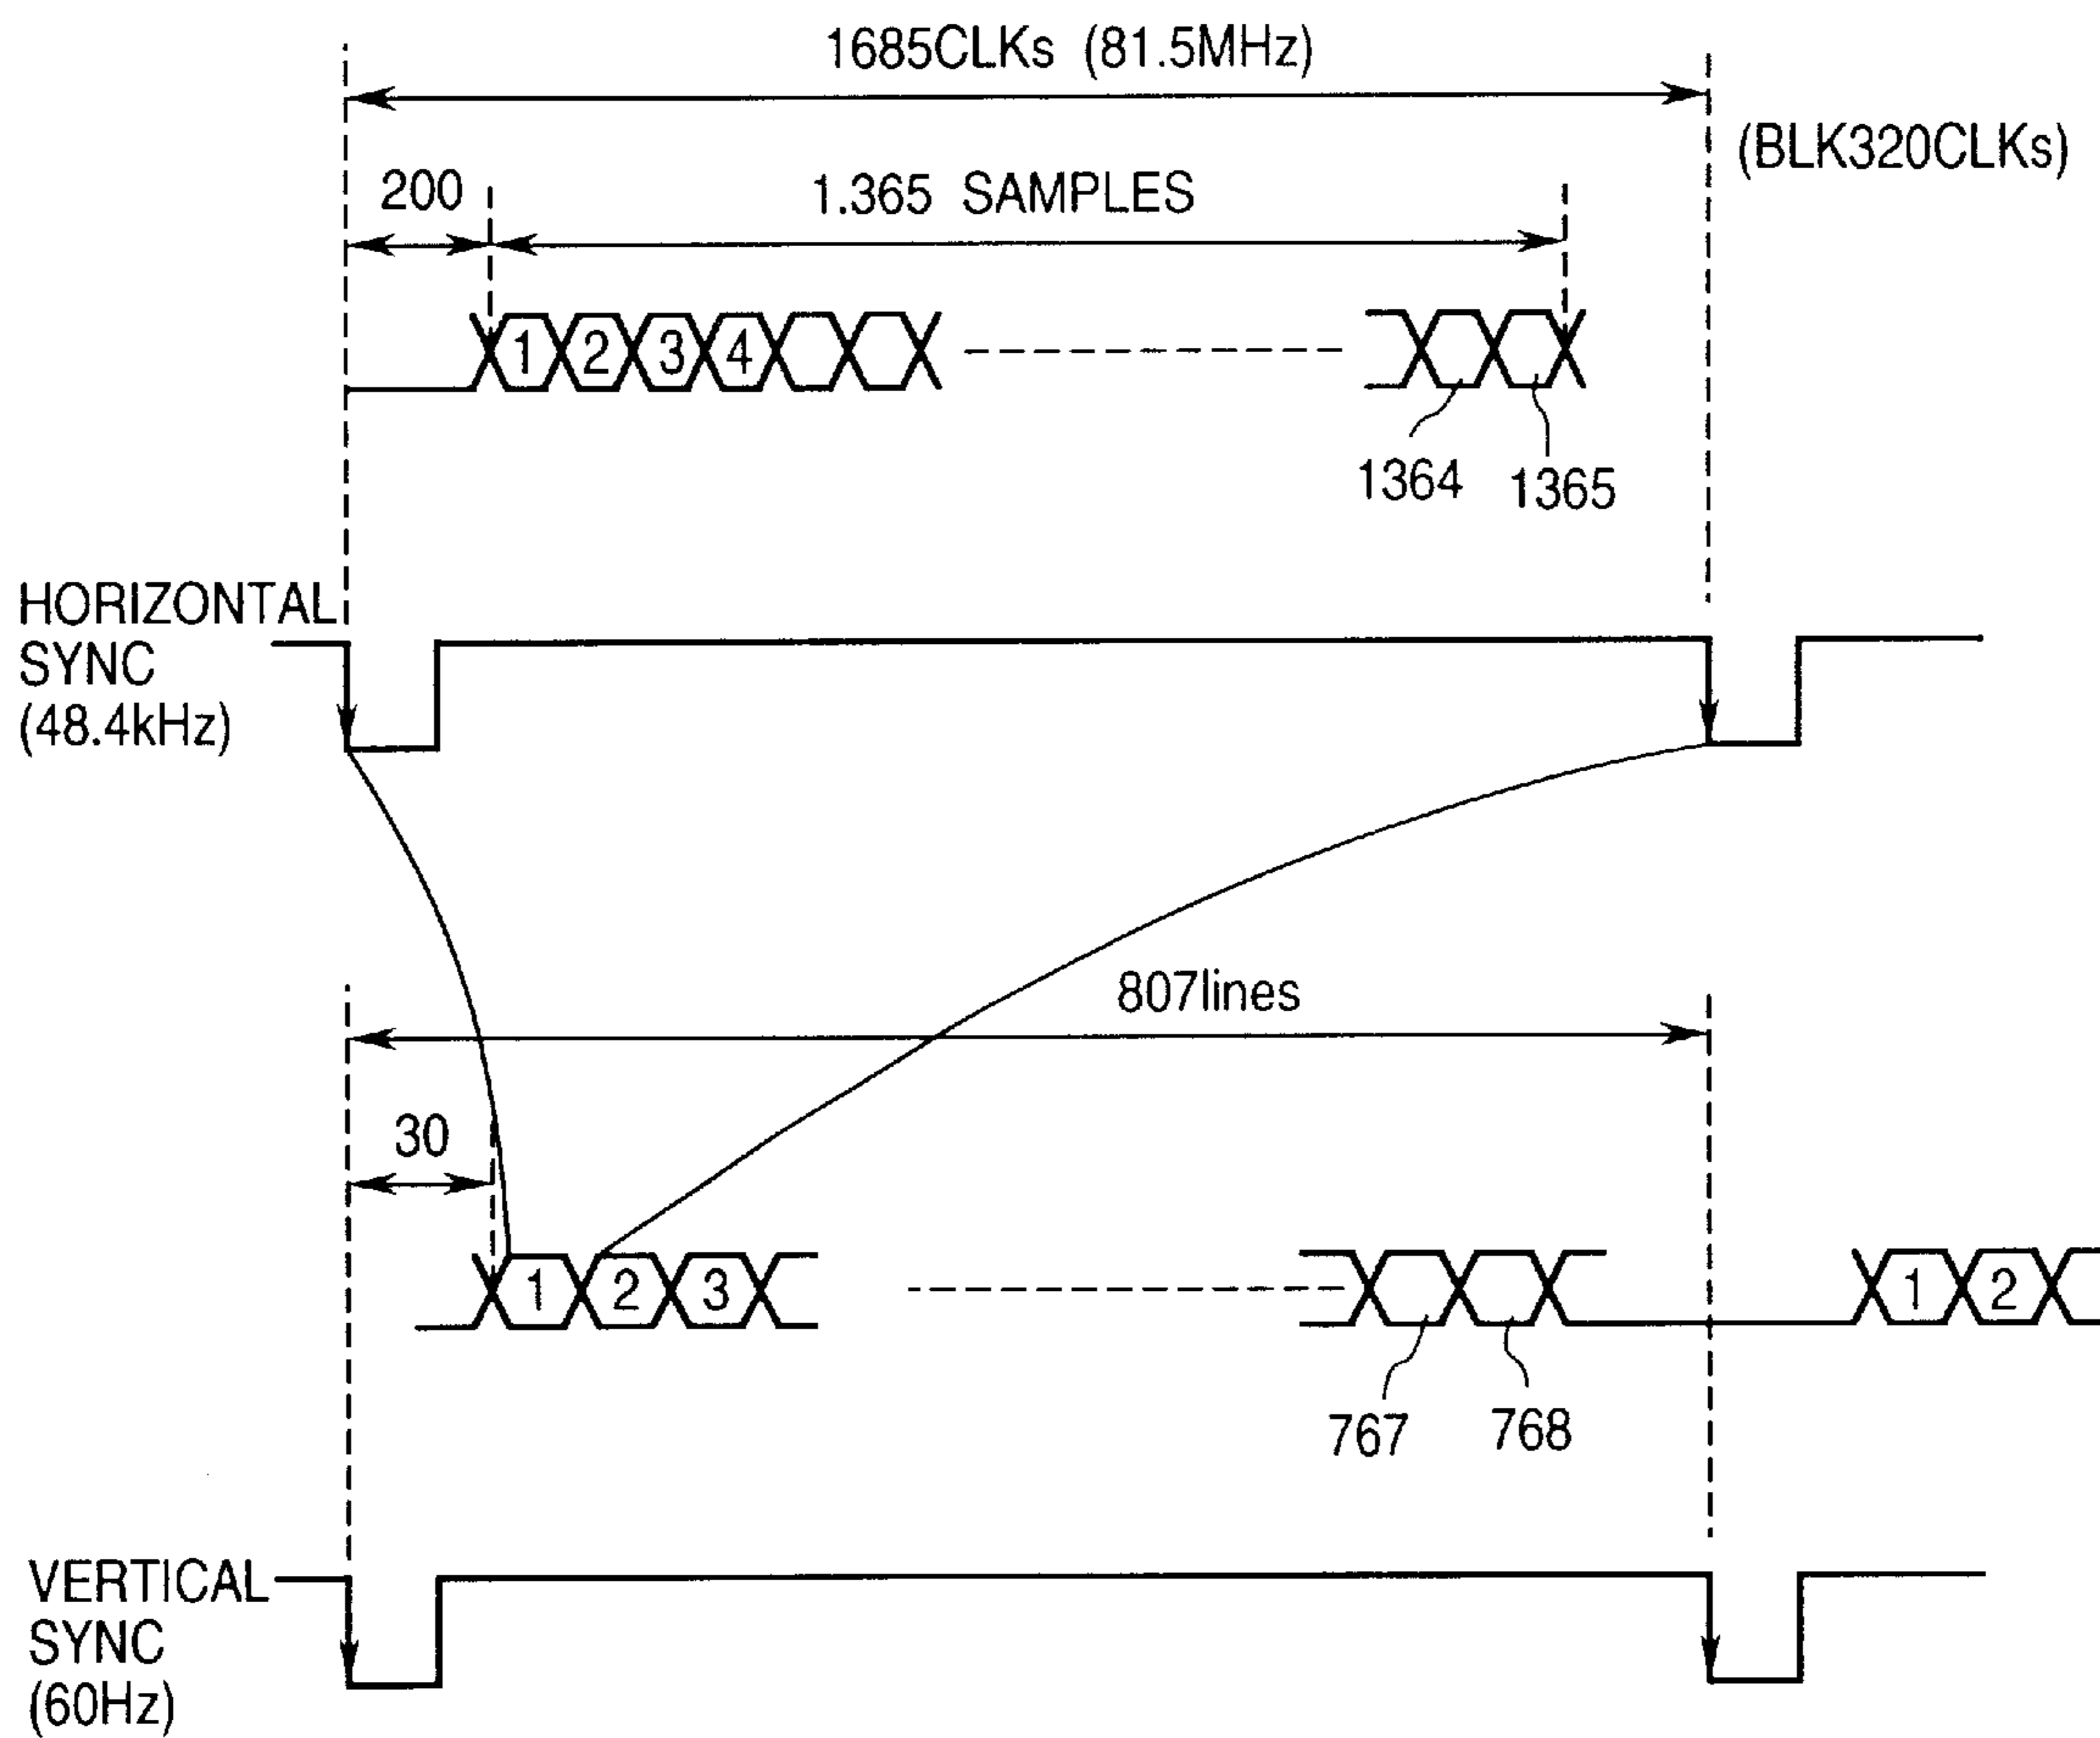 1685CLKs (81.5MHz)
(BLK320CLKs)
200
1.365 SAMPLES
1 2 3 4
1364 1365
HORIZONTAL
SYNC
(48.4kHz)
807lines
30
1 2 3
1 2
767 768
VERTICAL
SYNC
(60Hz)